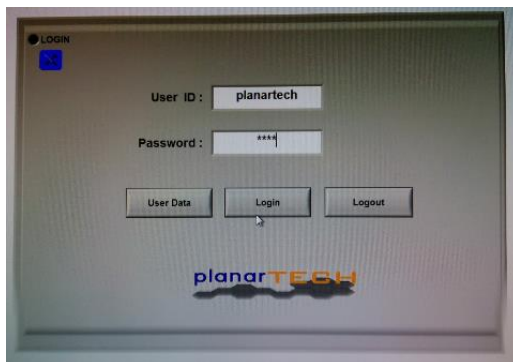 LOGIN
User ID : planartech
Password : ****
User Data Login Logout
planarTECH